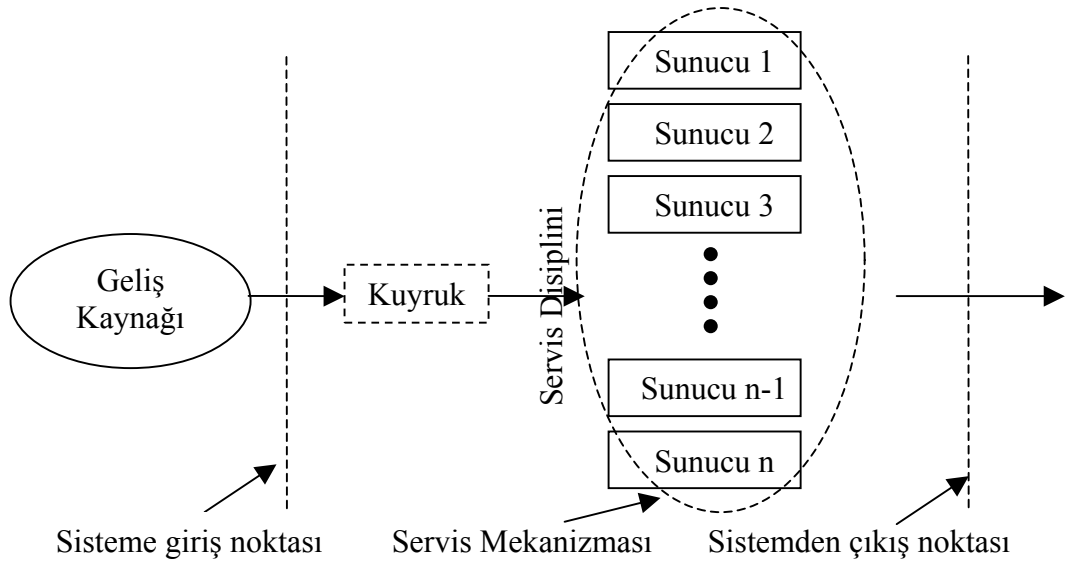 Sunucu 1
Sunucu 2
Sunucu 3
Geliş
Kaynağı
Kuyruk
Servis Disiplini
Sunucu n-1
Sunucu n
Sisteme giriş noktası
Servis Mekanizması
Sistemden çıkış noktası